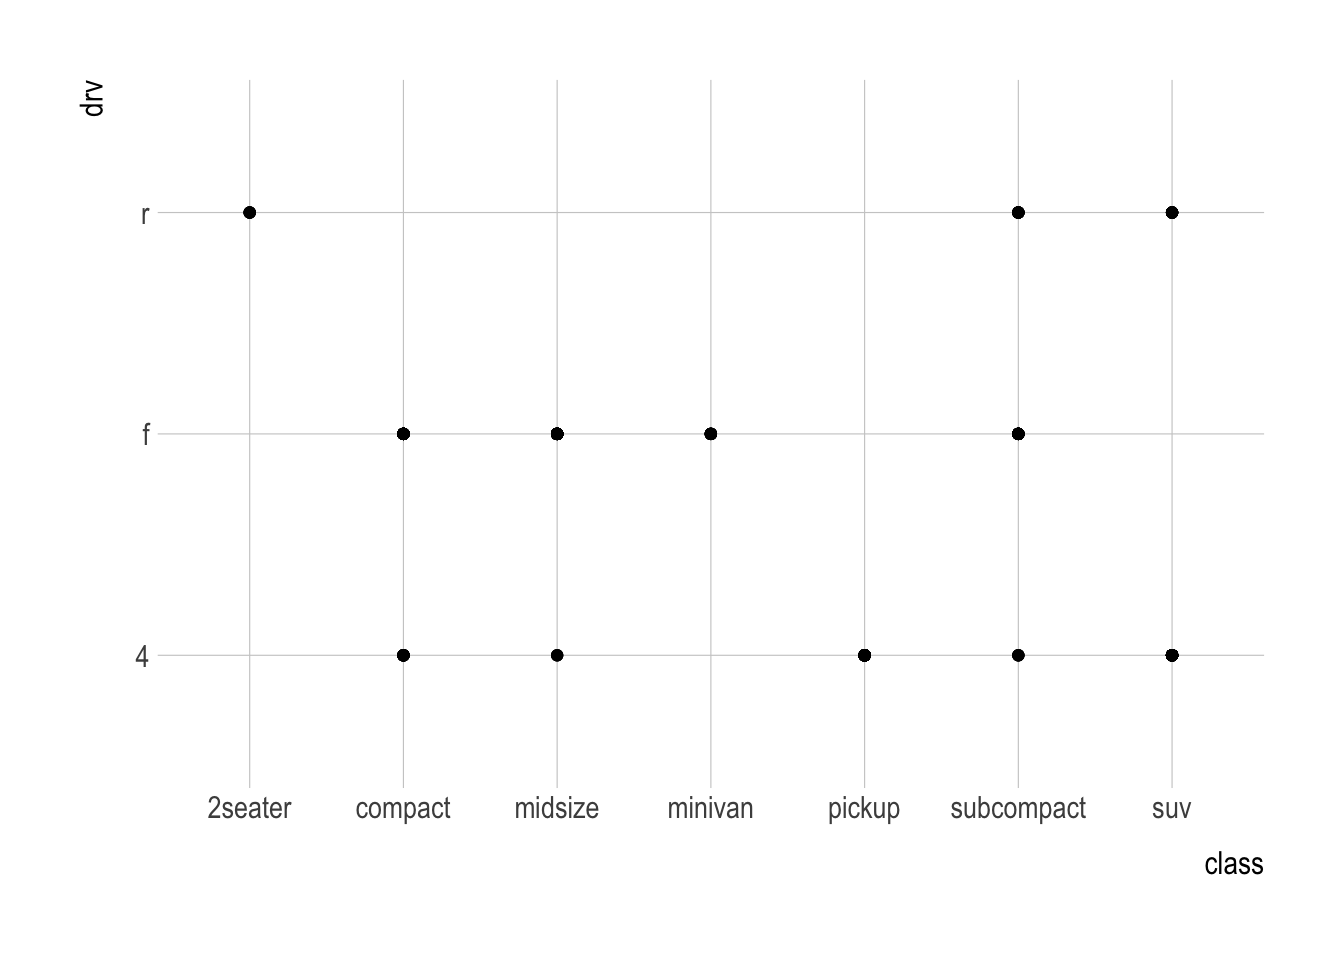 drv
r
f
4
2seater compact midsize minivan pickup subcompact suv
class